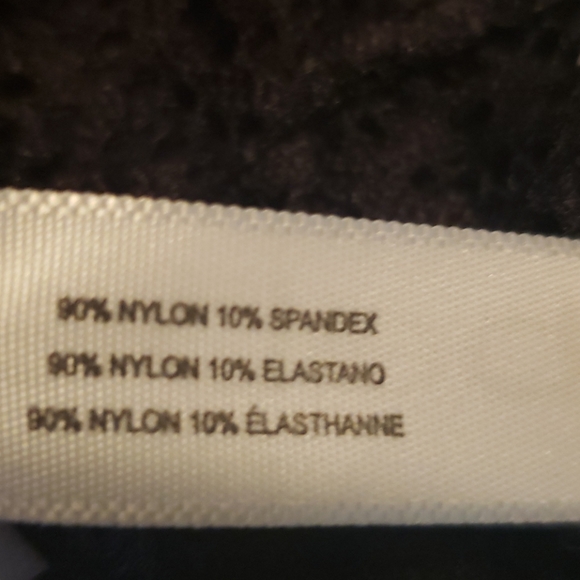 90% NYLON 10% SPANDEX
90% NYLON 10% ELASTANO
90% NYLON 10% ÉLASTHANNE